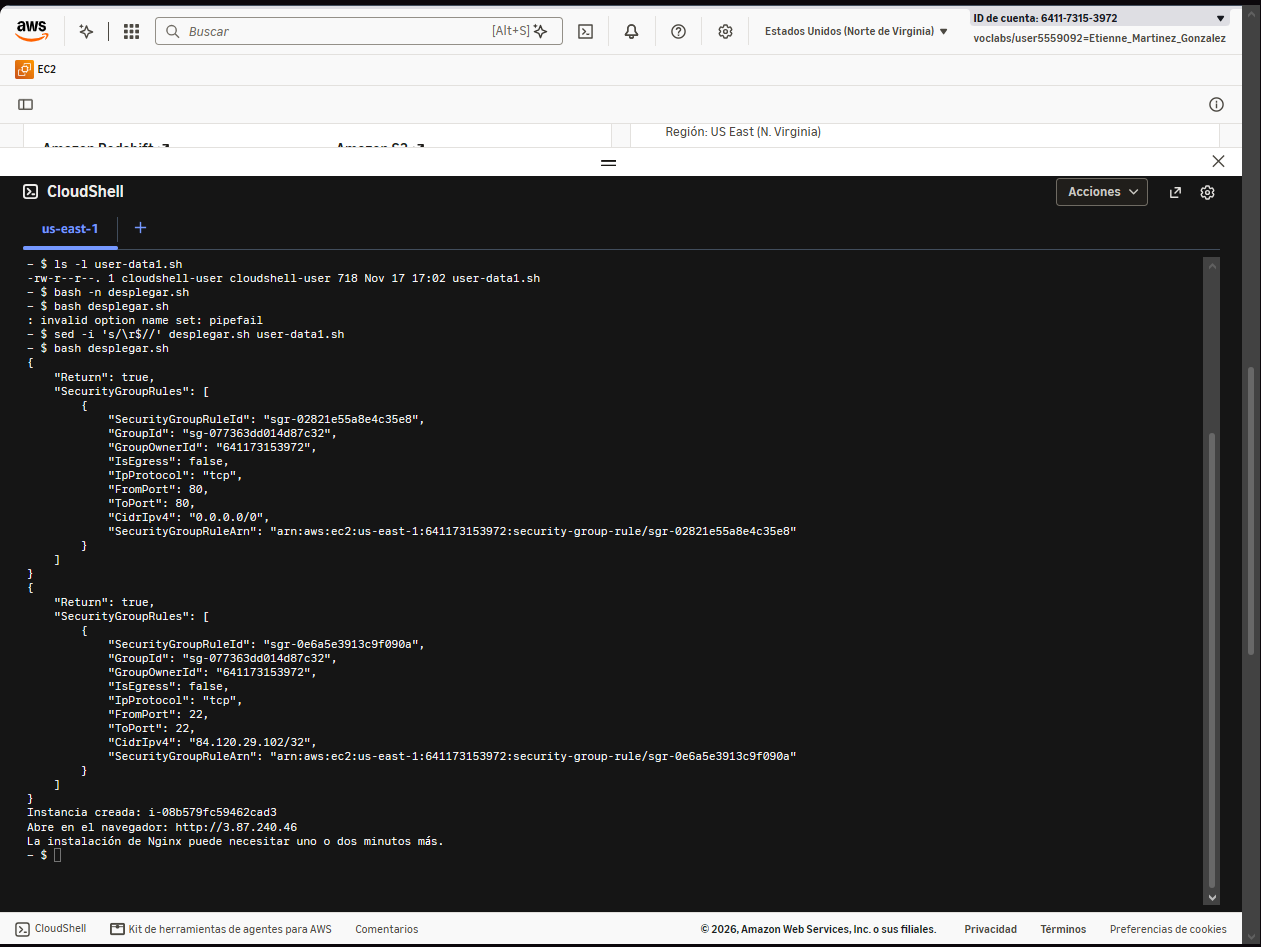 aws
Buscar
[Alt+S]
Estados Unidos (Norte de Virginia)
ID de cuenta: 6411-7315-3972
voclabs/user5559092=Etienne_Martinez_Gonzalez
EC2
Amazon Redshift
Amazon S3
Región: US East (N. Virginia)
CloudShell
Acciones
us-east-1
+
~ $ ls -l user-data1.sh
-rw-r--r--. 1 cloudshell-user cloudshell-user 718 Nov 17 17:02 user-data1.sh
~ $ bash -n desplegar.sh
~ $ bash desplegar.sh
: invalid option name set: pipefail
~ $ sed -i 's/\r$//' desplegar.sh user-data1.sh
~ $ bash desplegar.sh
{
    "Return": true,
    "SecurityGroupRules": [
        {
            "SecurityGroupRuleId": "sgr-02821e55a8e4c35e8",
            "GroupId": "sg-077363dd014d87c32",
            "GroupOwnerId": "641173153972",
            "IsEgress": false,
            "IpProtocol": "tcp",
            "FromPort": 80,
            "ToPort": 80,
            "CidrIpv4": "0.0.0.0/0",
            "SecurityGroupRuleArn": "arn:aws:ec2:us-east-1:641173153972:security-group-rule/sgr-02821e55a8e4c35e8"
        }
    ]
}
{
    "Return": true,
    "SecurityGroupRules": [
        {
            "SecurityGroupRuleId": "sgr-0e6a5e3913c9f090a",
            "GroupId": "sg-077363dd014d87c32",
            "GroupOwnerId": "641173153972",
            "IsEgress": false,
            "IpProtocol": "tcp",
            "FromPort": 22,
            "ToPort": 22,
            "CidrIpv4": "84.120.29.102/32",
            "SecurityGroupRuleArn": "arn:aws:ec2:us-east-1:641173153972:security-group-rule/sgr-0e6a5e3913c9f090a"
        }
    ]
}
Instancia creada: i-08b579fc59462cad3
Abre en el navegador: http://3.87.240.46
La instalación de Nginx puede necesitar uno o dos minutos más.
~ $
CloudShell
Kit de herramientas de agentes para AWS
Comentarios
© 2026, Amazon Web Services, Inc. o sus filiales.
Privacidad
Términos
Preferencias de cookies